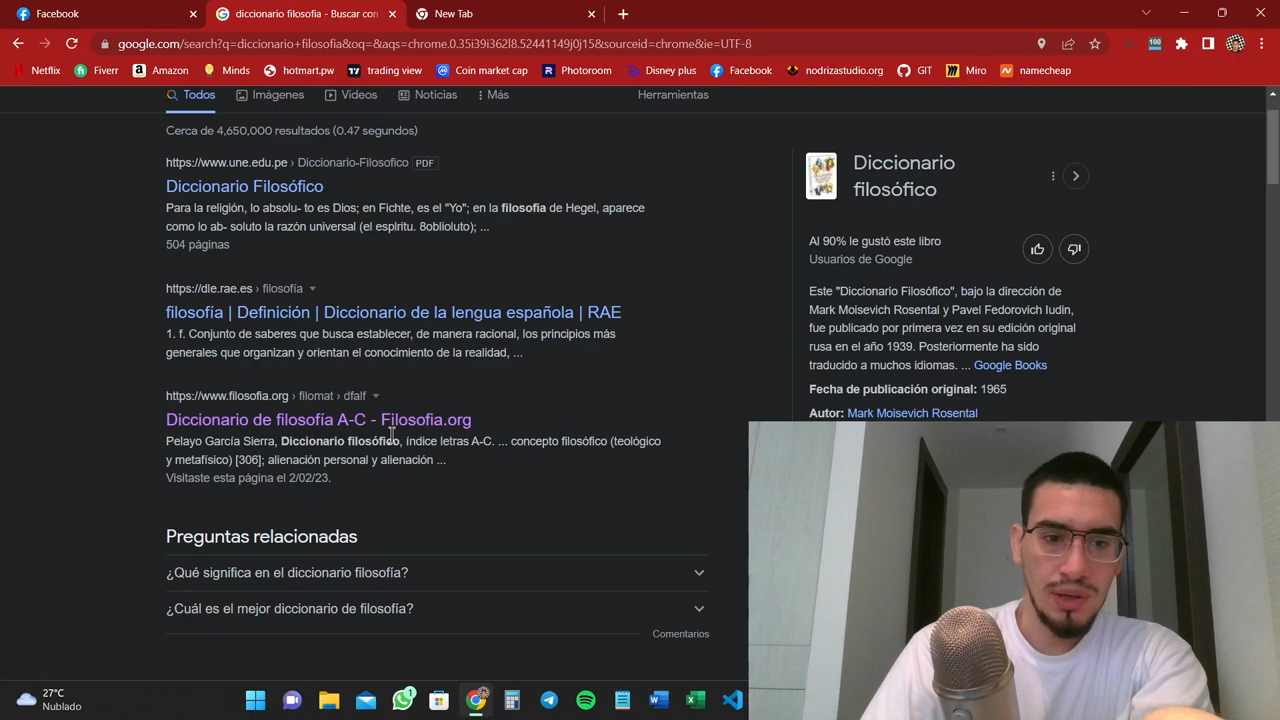 Facebook
diccionario filosofia - Buscar con
New Tab
google.com/search?q=diccionario+filosofia&oq=&aqs=chrome.0.35i39i362l8.52441149j0j15&sourceid=chrome&ie=UTF-8
100
Netflix
Fiverr
Amazon
Minds
hotmart.pw
trading view
Coin market cap
Photoroom
Disney plus
Facebook
nodrizastudio.org
GIT
Miro
namecheap
Todos
Imágenes
Videos
Noticias
Más
Herramientas
Cerca de 4,650,000 resultados (0.47 segundos)
https://www.une.edu.pe › Diccionario-Filosofico PDF
Diccionario Filosófico
Para la religión, lo absolu- to es Dios; en Fichte, es el "Yo"; en la filosofia de Hegel, aparece
como lo ab- soluto la razón universal (el esplritu. 8oblioluto); ...
504 páginas
https://dle.rae.es › filosofía
filosofía | Definición | Diccionario de la lengua española | RAE
1. f. Conjunto de saberes que busca establecer, de manera racional, los principios más
generales que organizan y orientan el conocimiento de la realidad, ...
https://www.filosofia.org › filomat › dfalf
Diccionario de filosofía A-C - Filosofia.org
Pelayo García Sierra, Diccionario filosófico, índice letras A-C. ... concepto filosófico (teológico
y metafísico) [306]; alienación personal y alienación ...
Visitaste esta página el 2/02/23.
Preguntas relacionadas
¿Qué significa en el diccionario filosofía?
¿Cuál es el mejor diccionario de filosofía?
Comentarios
Diccionario
filosófico
Al 90% le gustó este libro
Usuarios de Google
Este "Diccionario Filosófico", bajo la dirección de
Mark Moisevich Rosental y Pavel Fedorovich Iudin,
fue publicado por primera vez en su edición original
rusa en el año 1939. Posteriormente ha sido
traducido a muchos idiomas. ... Google Books
Fecha de publicación original: 1965
Autor: Mark Moisevich Rosental
27°C
Nublado
1